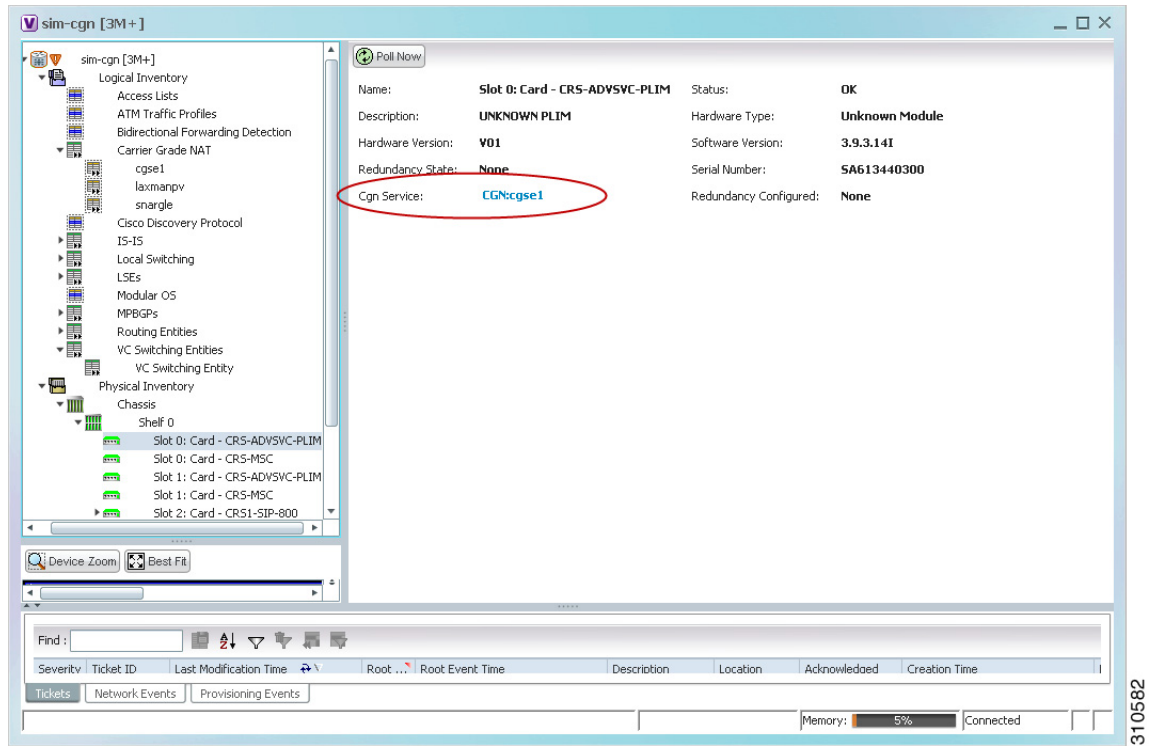 sim-cgn [3M+]
sim-cgn [3M+]
Logical Inventory
Access Lists
ATM Traffic Profiles
Bidirectional Forwarding Detection
Carrier Grade NAT
cgse1
laxmanpv
snargle
Cisco Discovery Protocol
IS-IS
Local Switching
LSEs
Modular OS
MPBGPs
Routing Entities
VC Switching Entities
VC Switching Entity
Physical Inventory
Chassis
Shelf 0
Slot 0: Card - CRS-ADVSVC-PLIM
Slot 0: Card - CRS-MSC
Slot 1: Card - CRS-ADVSVC-PLIM
Slot 1: Card - CRS-MSC
Slot 2: Card - CRS1-SIP-800
Device Zoom Best Fit
Poll Now
Name: Slot 0: Card - CRS-ADVSVC-PLIM Status: OK
Description: UNKNOWN PLIM Hardware Type: Unknown Module
Hardware Version: V01 Software Version: 3.9.3.14I
Redundancy State: None Serial Number: SA613440300
Cgn Service: CGN:cgse1 Redundancy Configured: None
Find :
Severity Ticket ID Last Modification Time Root ... Root Event Time Description Location Acknowledged Creation Time
Tickets Network Events Provisioning Events
Memory: 5% Connected
310582